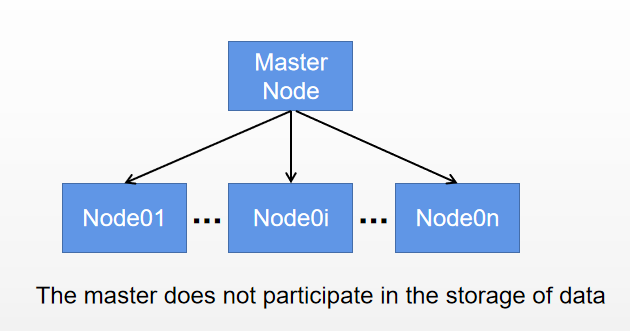 Master
Node
Node01 ... Node0i ... Node0n
The master does not participate in the storage of data